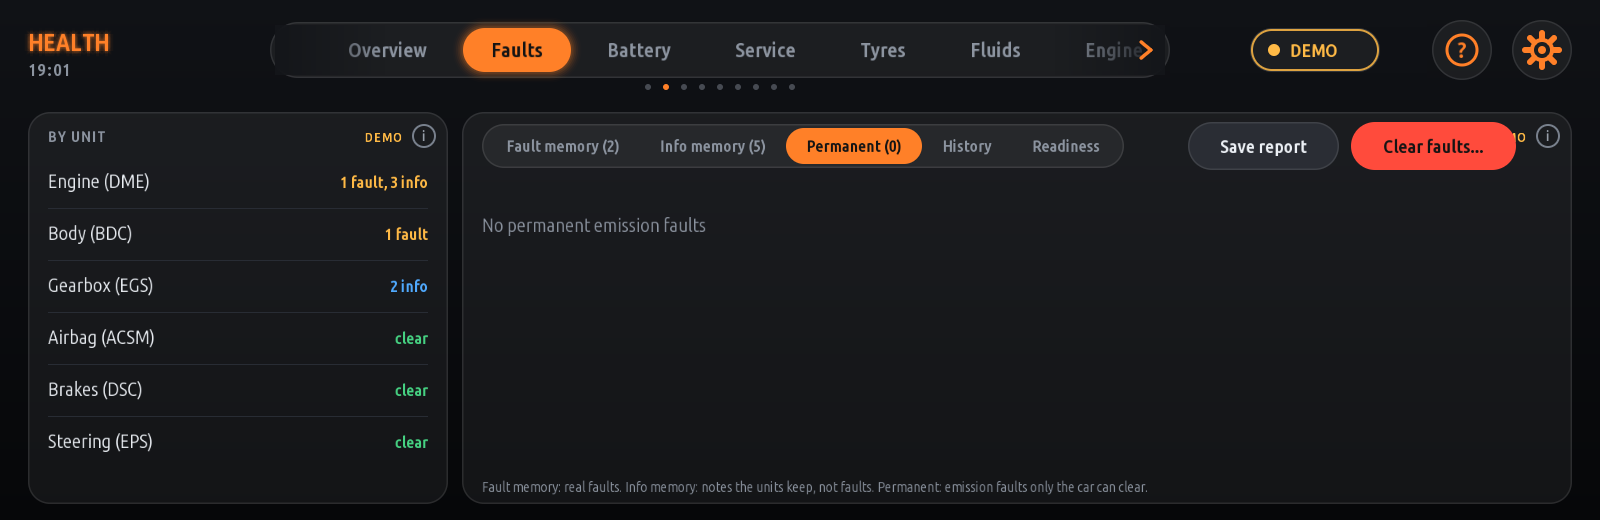 HEALTH
19:01
Overview
Faults
Battery
Service
Tyres
Fluids
Engine
DEMO
?
BY UNIT
DEMO
i
Engine (DME)
1 fault, 3 info
Body (BDC)
1 fault
Gearbox (EGS)
2 info
Airbag (ACSM)
clear
Brakes (DSC)
clear
Steering (EPS)
clear
Fault memory (2)
Info memory (5)
Permanent (0)
History
Readiness
Save report
Clear faults...
i
No permanent emission faults
Fault memory: real faults. Info memory: notes the units keep, not faults. Permanent: emission faults only the car can clear.